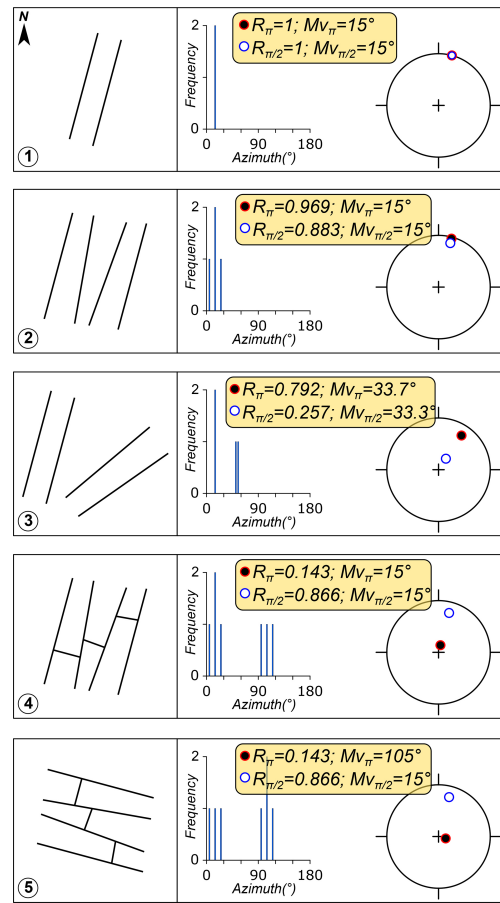 N
Frequency
2
0
R_π=1; Mv_π=15°
R_π/2=1; Mv_π/2=15°
0 90 180
Azimuth(°)
1
Frequency
2
0
R_π=0.969; Mv_π=15°
R_π/2=0.883; Mv_π/2=15°
0 90 180
Azimuth(°)
2
Frequency
2
0
R_π=0.792; Mv_π=33.7°
R_π/2=0.257; Mv_π/2=33.3°
0 90 180
Azimuth(°)
3
Frequency
2
0
R_π=0.143; Mv_π=15°
R_π/2=0.866; Mv_π/2=15°
0 90 180
Azimuth(°)
4
Frequency
2
0
R_π=0.143; Mv_π=105°
R_π/2=0.866; Mv_π/2=15°
0 90 180
Azimuth(°)
5